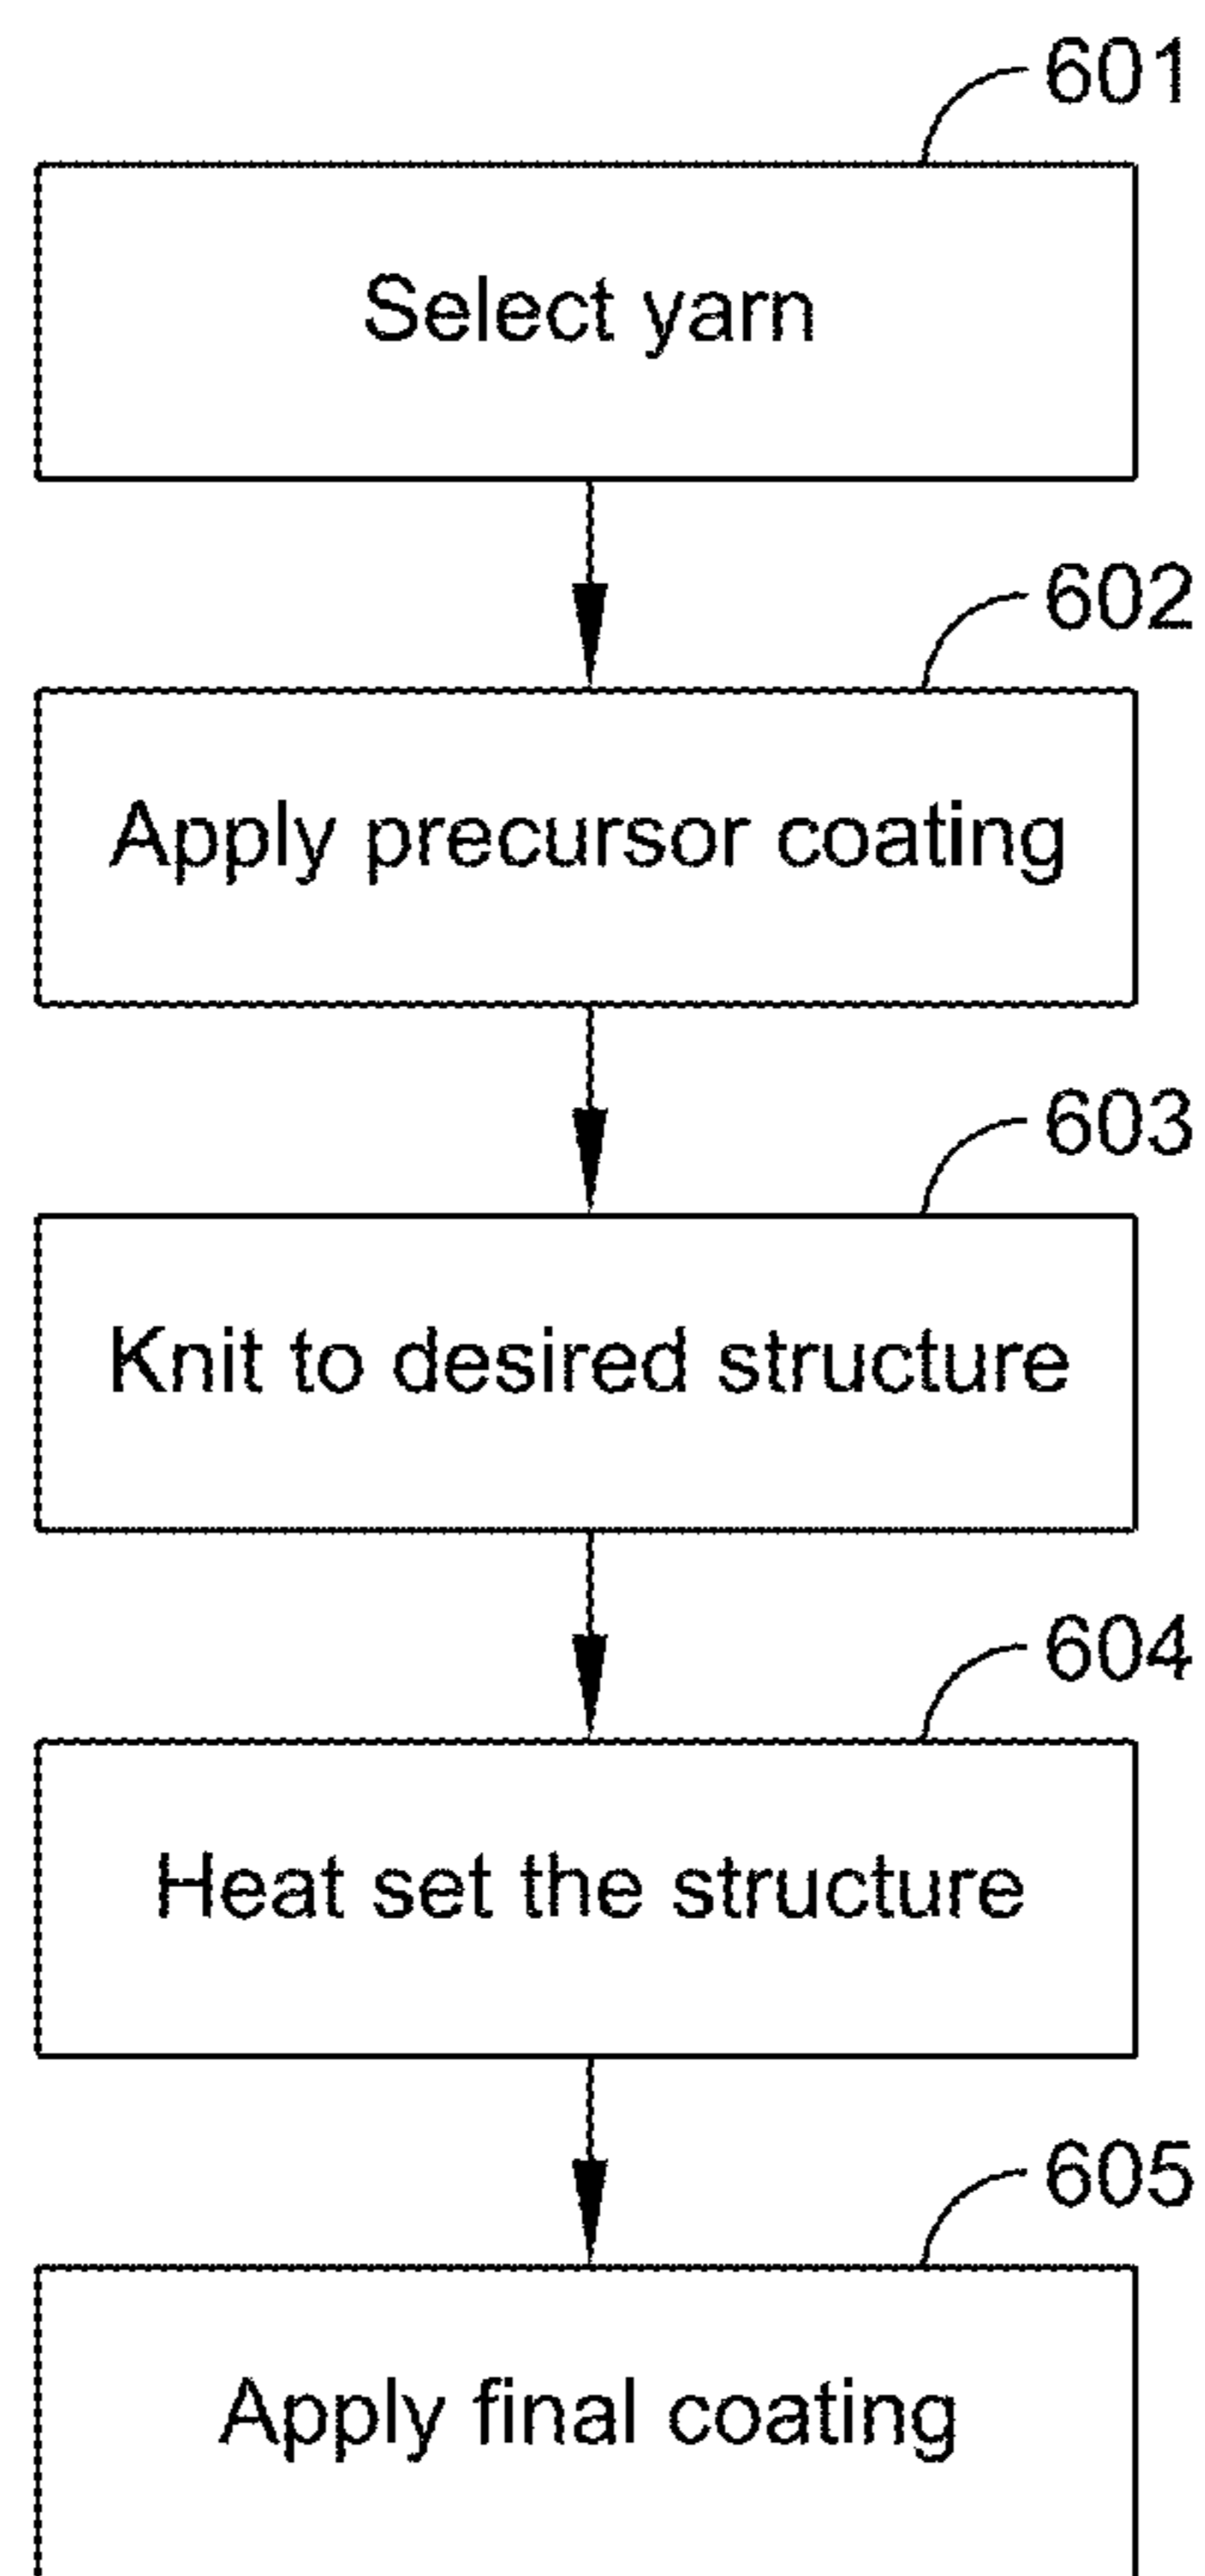 601
Select yarn
602
Apply precursor coating
603
Knit to desired structure
604
Heat set the structure
605
Apply final coating